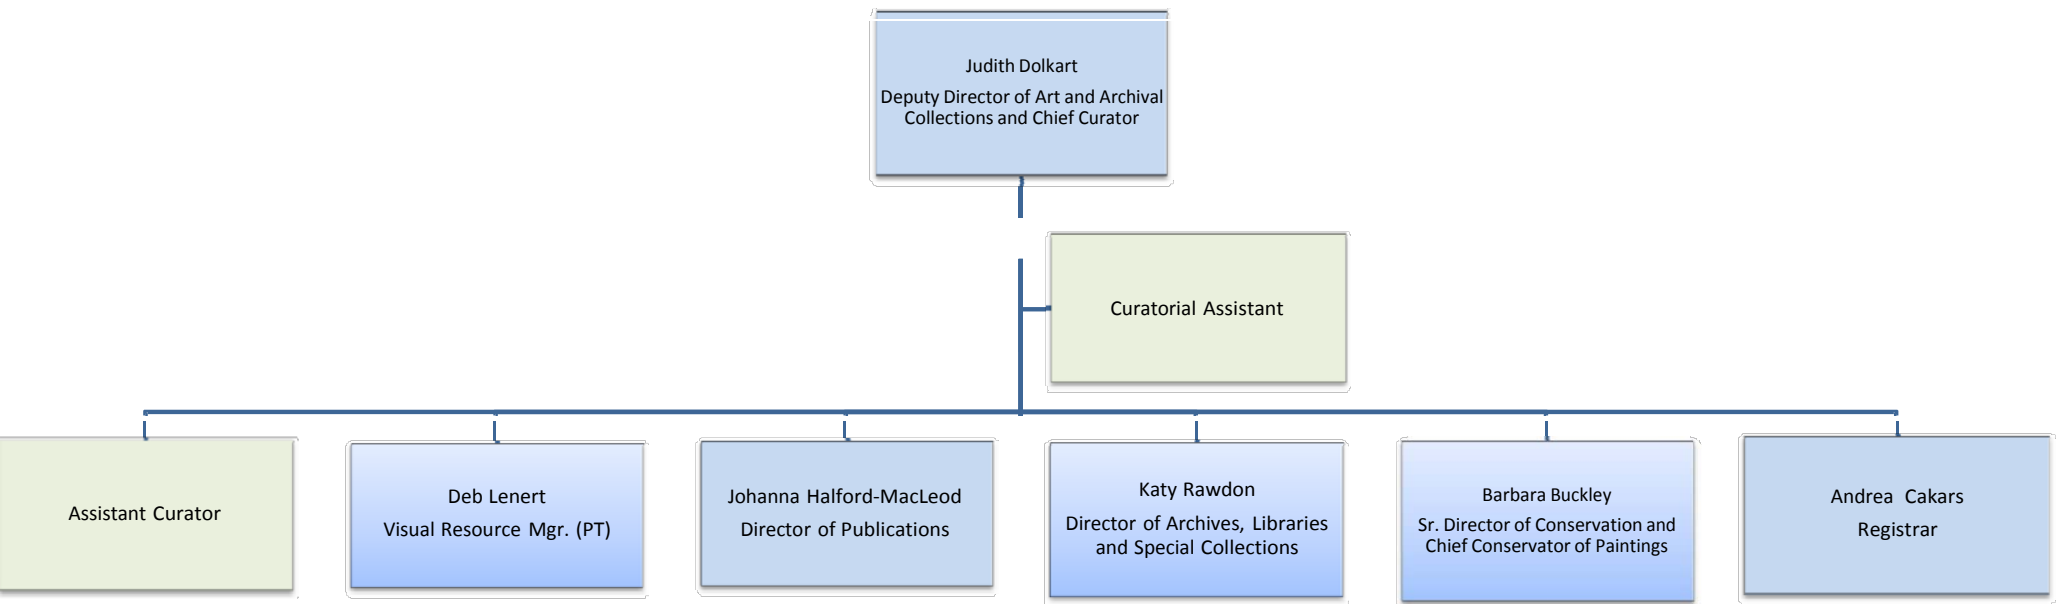 Judith Dolkart
Deputy Director of Art and Archival
Collections and Chief Curator
Curatorial Assistant
Assistant Curator
Deb Lenert
Visual Resource Mgr. (PT)
Johanna Halford-MacLeod
Director of Publications
Katy Rawdon
Director of Archives, Libraries
and Special Collections
Barbara Buckley
Sr. Director of Conservation and
Chief Conservator of Paintings
Andrea Cakars
Registrar